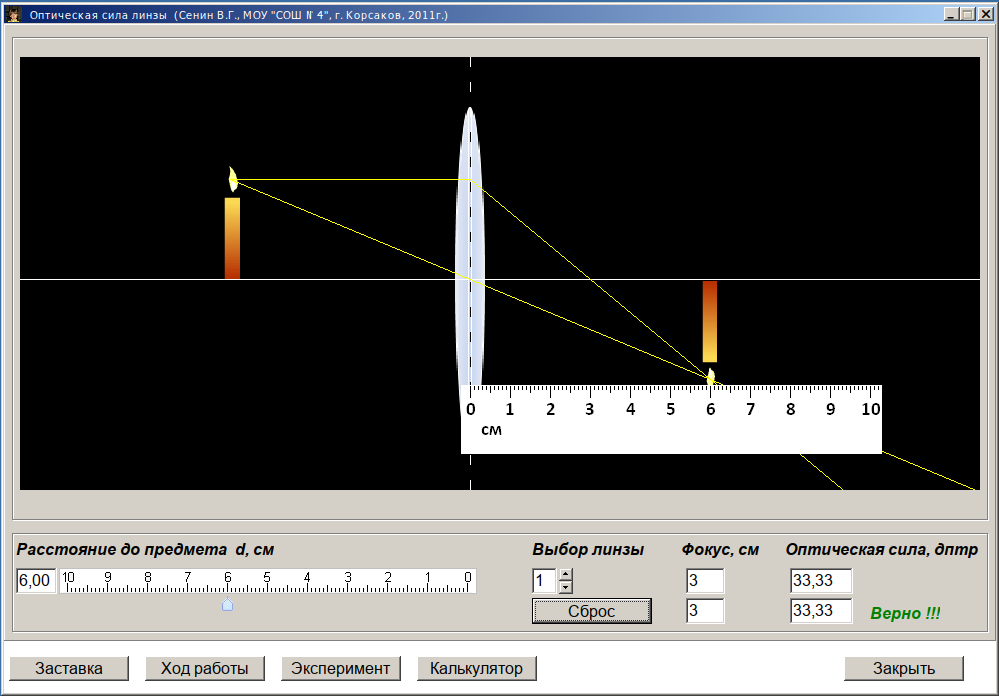 Оптическая сила линзы (Сенин В.Г., МОУ "СОШ № 4", г. Корсаков, 2011г.)
0 1 2 3 4 5 6 7 8 9 10
см
Расстояние до предмета d, см
Выбор линзы
Фокус, см
Оптическая сила, дптр
6,00
10 9 8 7 6 5 4 3 2 1 0
1
3
33,33
Сброс
3
33,33
Верно !!!
Заставка
Ход работы
Эксперимент
Калькулятор
Закрыть